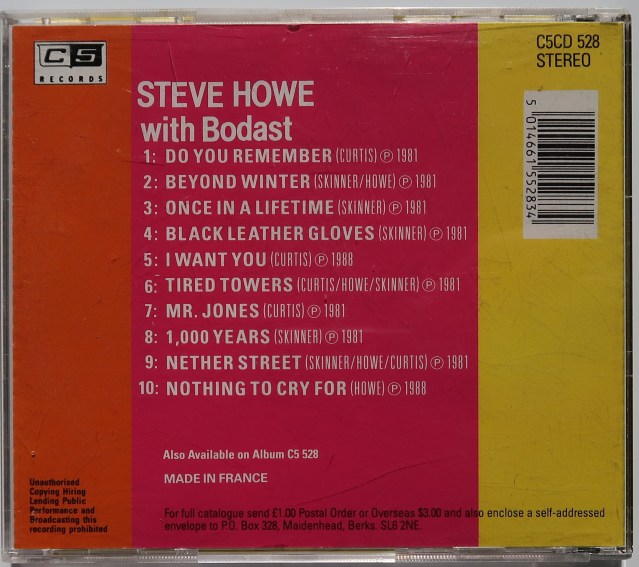 C5
RECORDS
C5CD 528
STEREO
STEVE HOWE
with Bodast
1: DO YOU REMEMBER (CURTIS) Ⓟ 1981
2: BEYOND WINTER (SKINNER/HOWE) Ⓟ 1981
3: ONCE IN A LIFETIME (SKINNER) Ⓟ 1981
4: BLACK LEATHER GLOVES (SKINNER) Ⓟ 1981
5: I WANT YOU (CURTIS) Ⓟ 1988
6: TIRED TOWERS (CURTIS/HOWE/SKINNER) Ⓟ 1981
7: MR. JONES (CURTIS) Ⓟ 1981
8: 1,000 YEARS (SKINNER) Ⓟ 1981
9: NETHER STREET (SKINNER/HOWE/CURTIS) Ⓟ 1981
10: NOTHING TO CRY FOR (HOWE) Ⓟ 1988
5 014661 552834
Also Available on Album C5 528
MADE IN FRANCE
Unauthorised
Copying Hiring
Lending Public
Performance and
Broadcasting this
recording prohibited
For full catalogue send £1.00 Postal Order or Overseas $3.00 and also enclose a self-addressed
envelope to P.O. Box 328, Maidenhead, Berks. SL6 2NE.